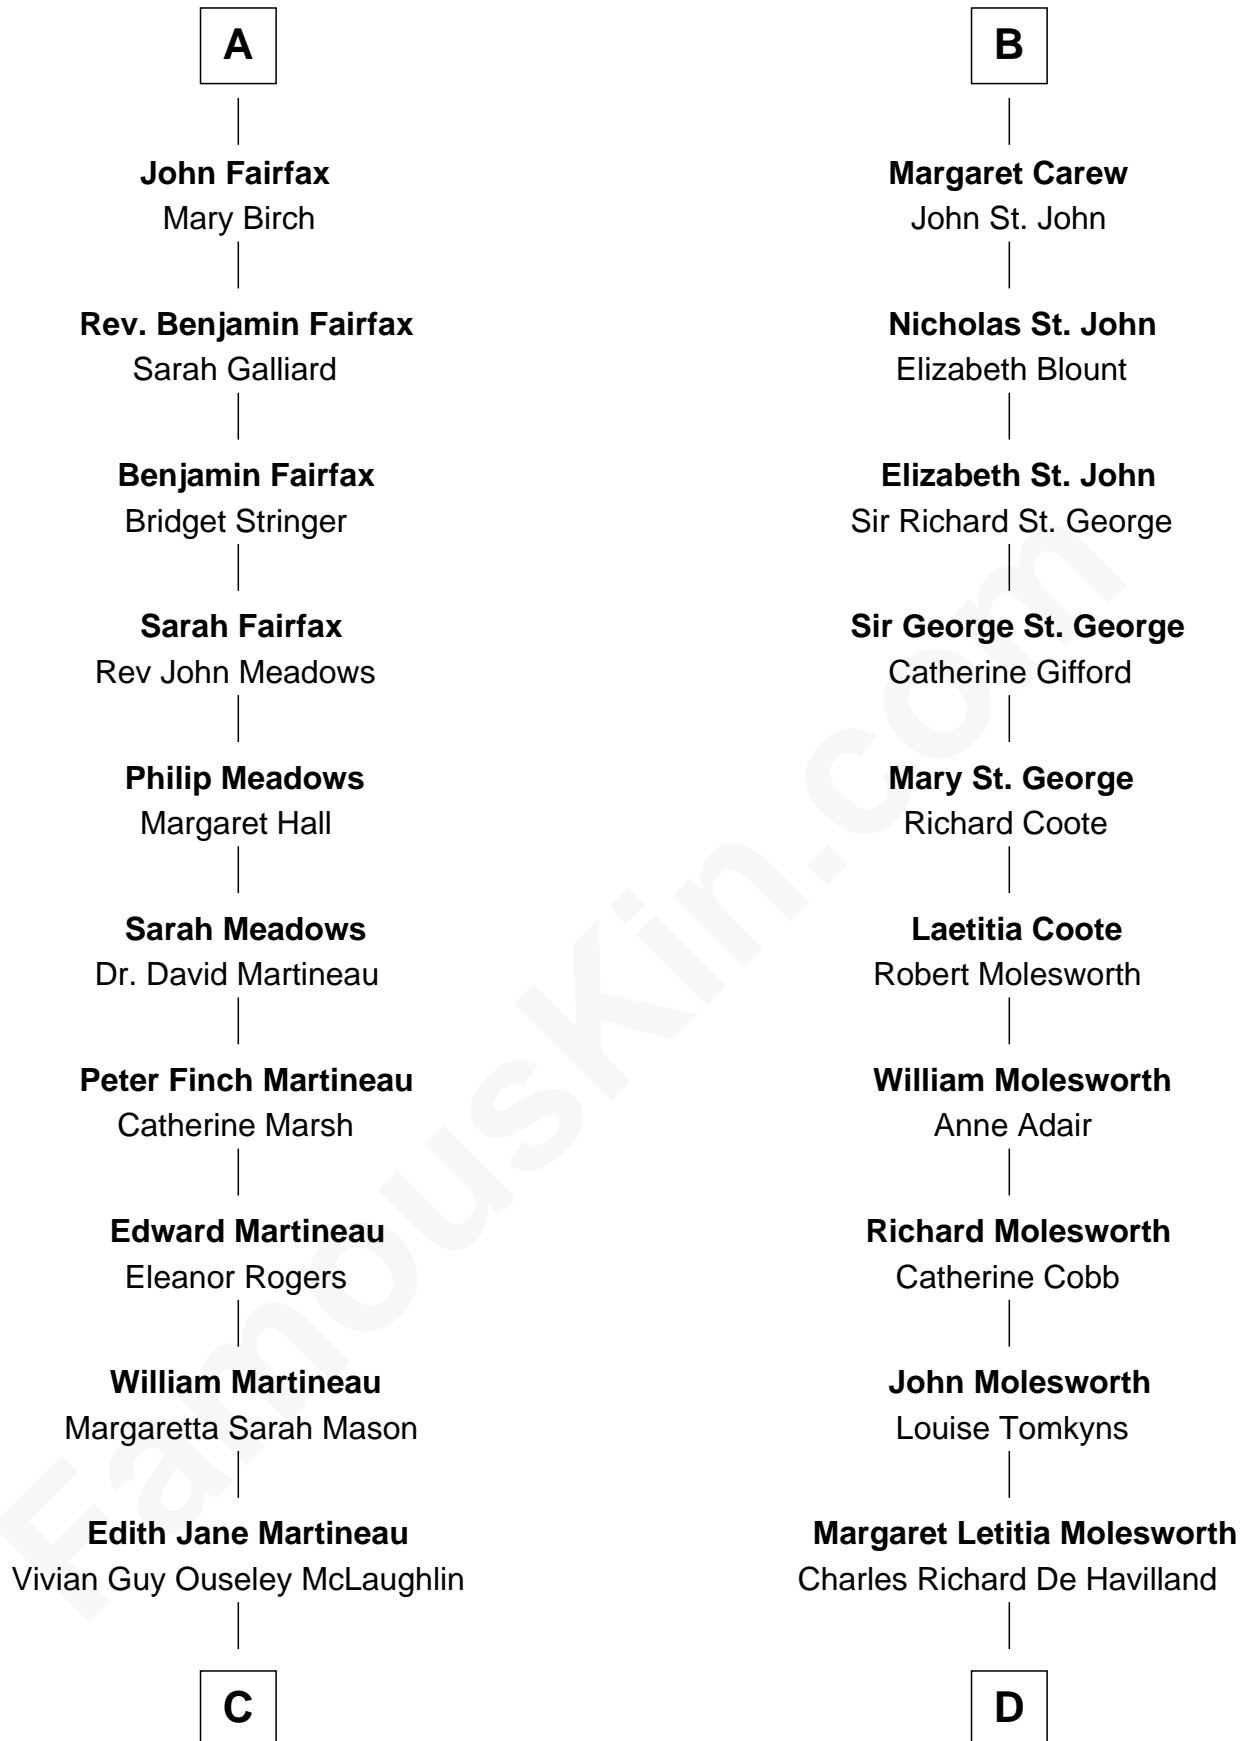 A
John Fairfax
Mary Birch
Rev. Benjamin Fairfax
Sarah Galliard
Benjamin Fairfax
Bridget Stringer
Sarah Fairfax
Rev John Meadows
Philip Meadows
Margaret Hall
Sarah Meadows
Dr. David Martineau
Peter Finch Martineau
Catherine Marsh
Edward Martineau
Eleanor Rogers
William Martineau
Margaretta Sarah Mason
Edith Jane Martineau
Vivian Guy Ouseley McLaughlin
C
B
Margaret Carew
John St. John
Nicholas St. John
Elizabeth Blount
Elizabeth St. John
Sir Richard St. George
Sir George St. George
Catherine Gifford
Mary St. George
Richard Coote
Laetitia Coote
Robert Molesworth
William Molesworth
Anne Adair
Richard Molesworth
Catherine Cobb
John Molesworth
Louise Tomkyns
Margaret Letitia Molesworth
Charles Richard De Havilland
D
FamousKin.com